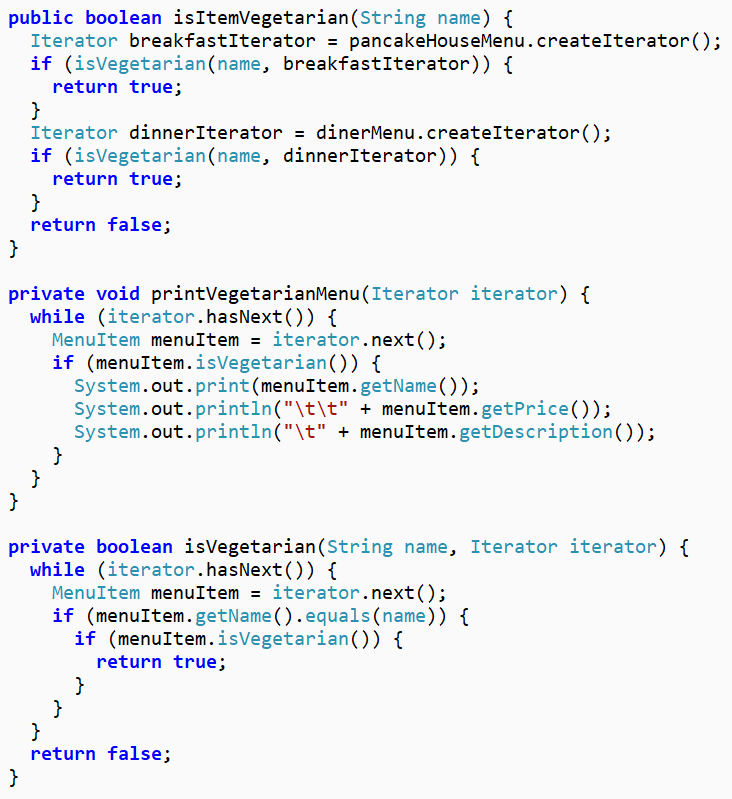 public boolean isItemVegetarian(String name) {
  Iterator breakfastIterator = pancakeHouseMenu.createIterator();
  if (isVegetarian(name, breakfastIterator)) {
    return true;
  }
  Iterator dinnerIterator = dinerMenu.createIterator();
  if (isVegetarian(name, dinnerIterator)) {
    return true;
  }
  return false;
}

private void printVegetarianMenu(Iterator iterator) {
  while (iterator.hasNext()) {
    MenuItem menuItem = iterator.next();
    if (menuItem.isVegetarian()) {
      System.out.print(menuItem.getName());
      System.out.println("\t\t" + menuItem.getPrice());
      System.out.println("\t" + menuItem.getDescription());
    }
  }
}

private boolean isVegetarian(String name, Iterator iterator) {
  while (iterator.hasNext()) {
    MenuItem menuItem = iterator.next();
    if (menuItem.getName().equals(name)) {
      if (menuItem.isVegetarian()) {
        return true;
      }
    }
  }
  return false;
}